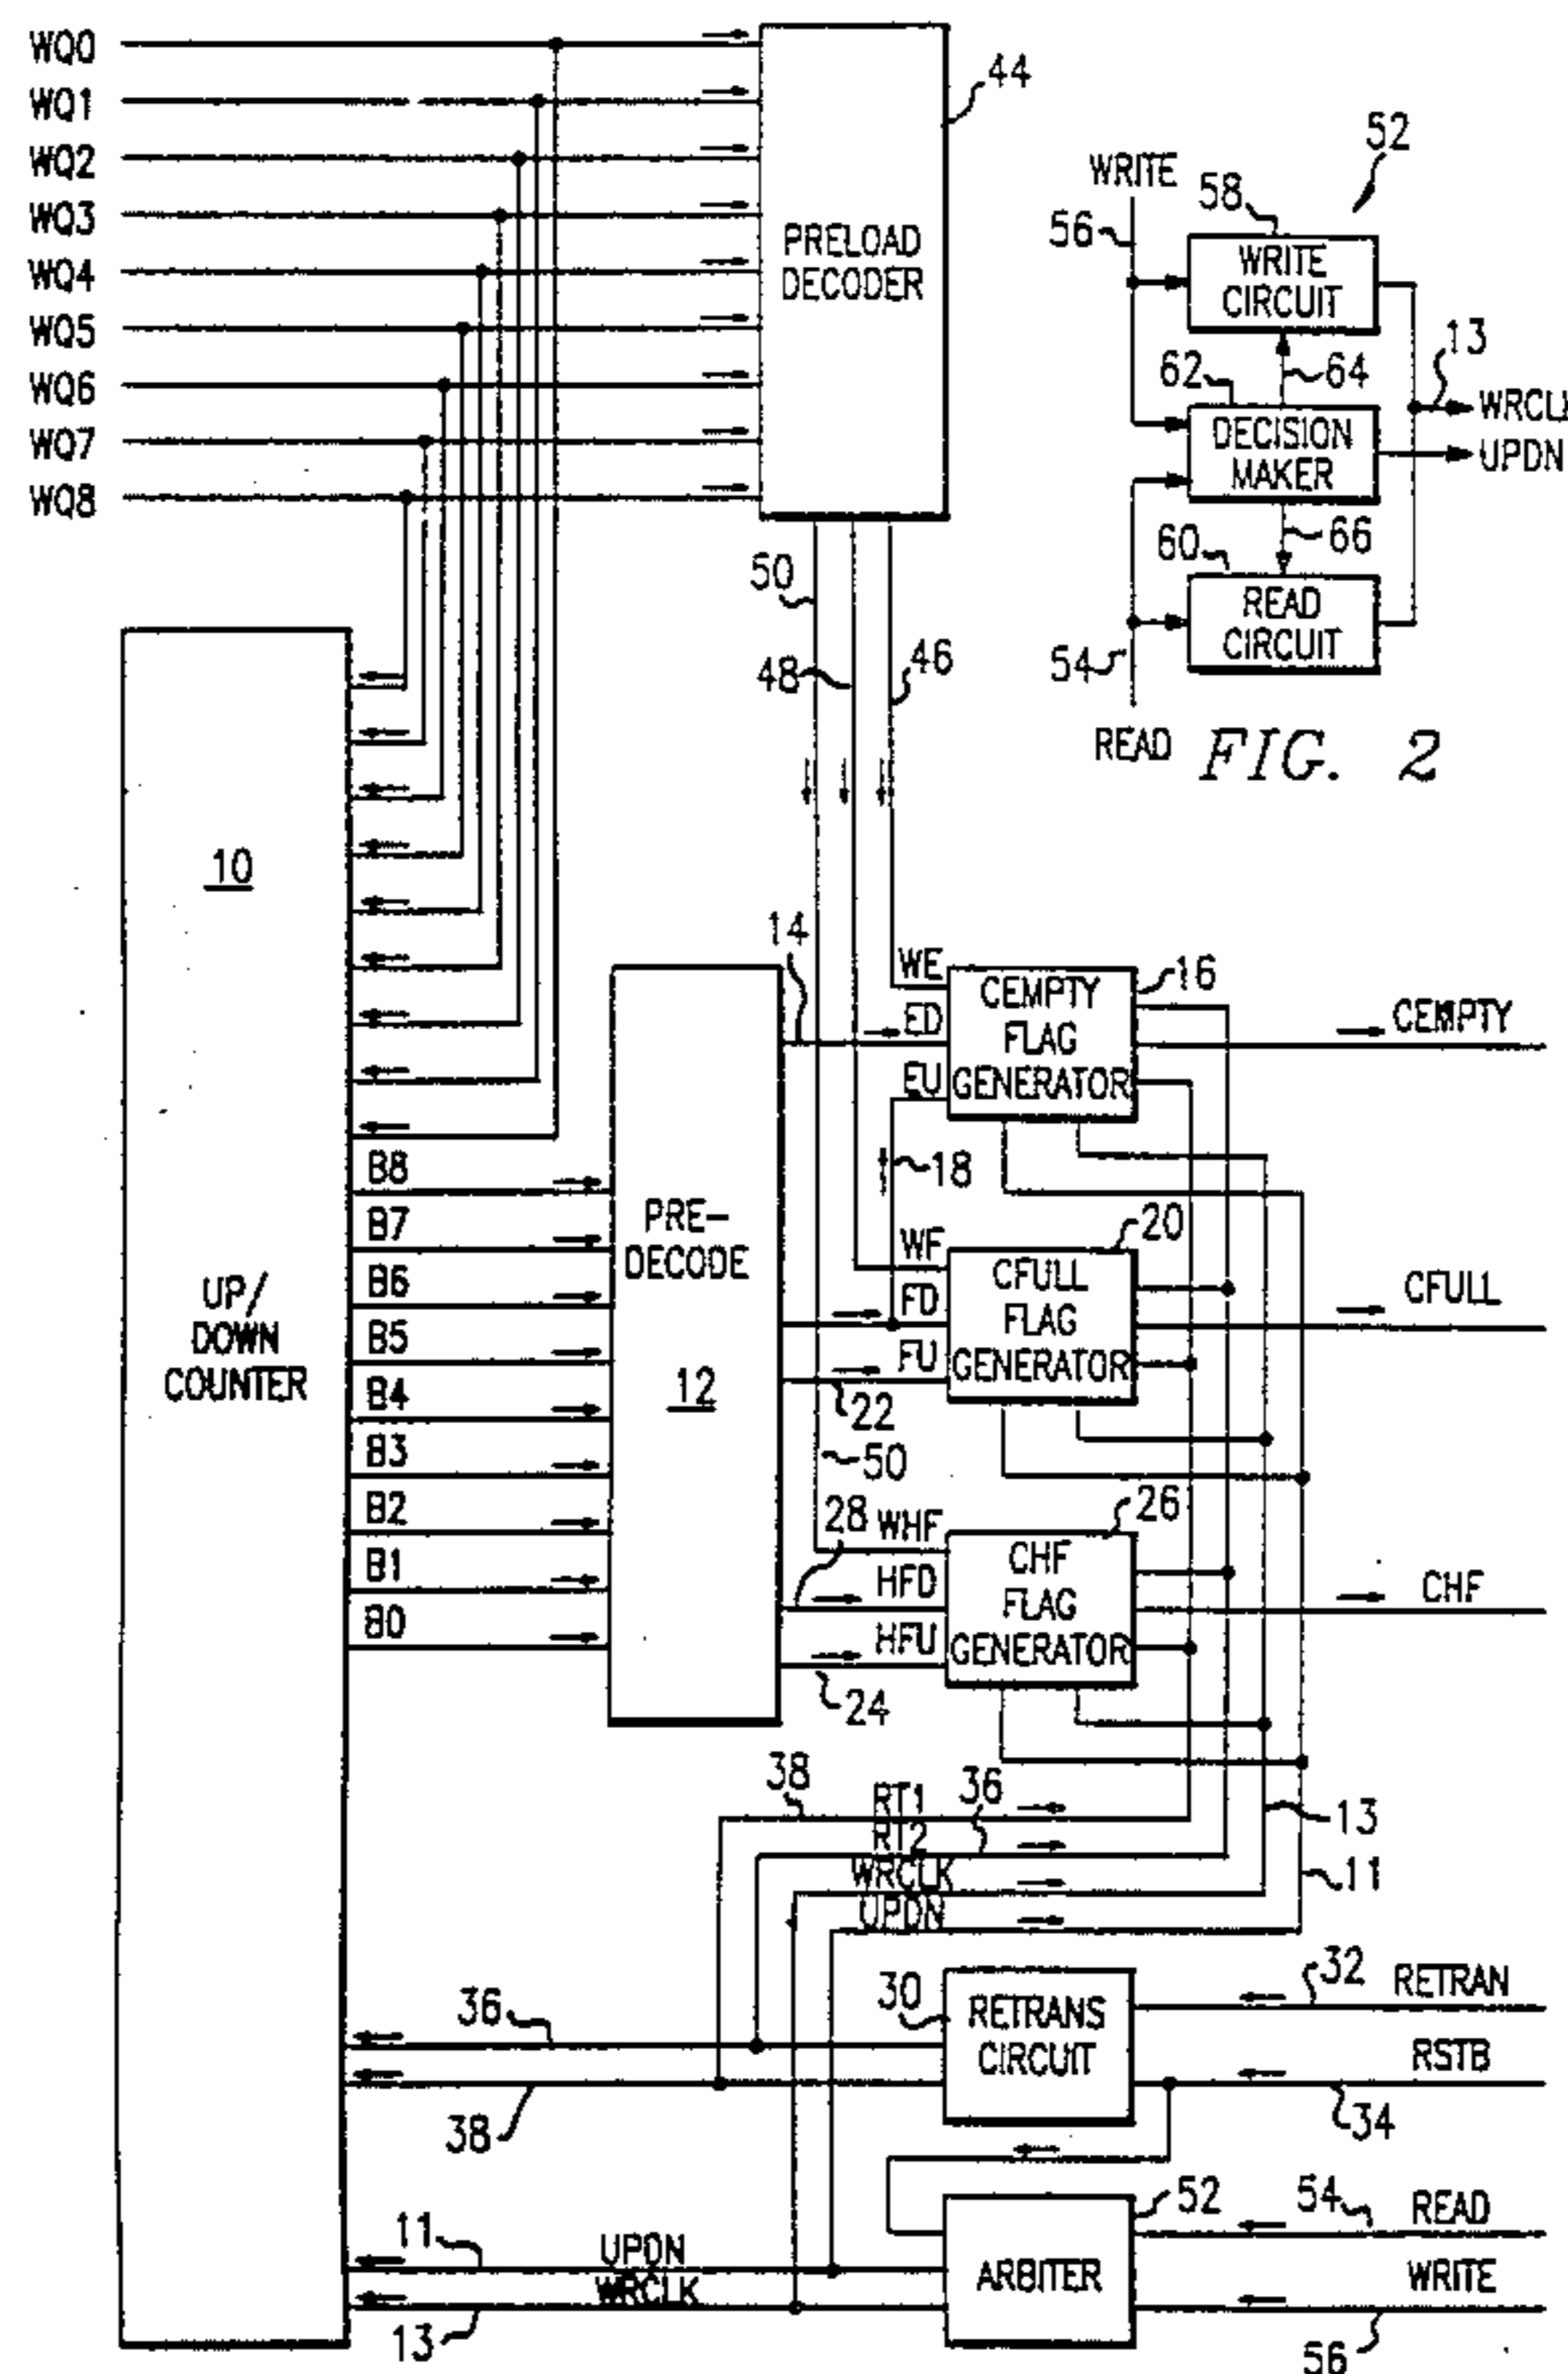 WQ0
WQ1
WQ2
WQ3
WQ4
WQ5
WQ6
WQ7
WQ8
PRELOAD
DECODER
44
52
WRITE
56
58
WRITE
CIRCUIT
62
64
13
WRCLK
UPDN
DECISION
MAKER
60
66
READ
CIRCUIT
54
READ
FIG. 2
50
48
46
10
UP/
DOWN
COUNTER
B8
B7
B6
B5
B4
B3
B2
B1
B0
PRE-
DECODE
12
14
WE
ED
EU
CEMPTY
FLAG
GENERATOR
16
CEMPTY
18
WF
FD
FU
CFULL
FLAG
GENERATOR
20
CFULL
22
50
28
WHF
HFD
HFU
CHF
FLAG
GENERATOR
26
CHF
24
38
RT1
36
RT2
WRCLK
UPDN
13
11
36
38
30
RETRANS
CIRCUIT
32
RETRAN
RSTB
34
11
UPDN
WRCLK
13
ARBITER
52
54
READ
WRITE
56